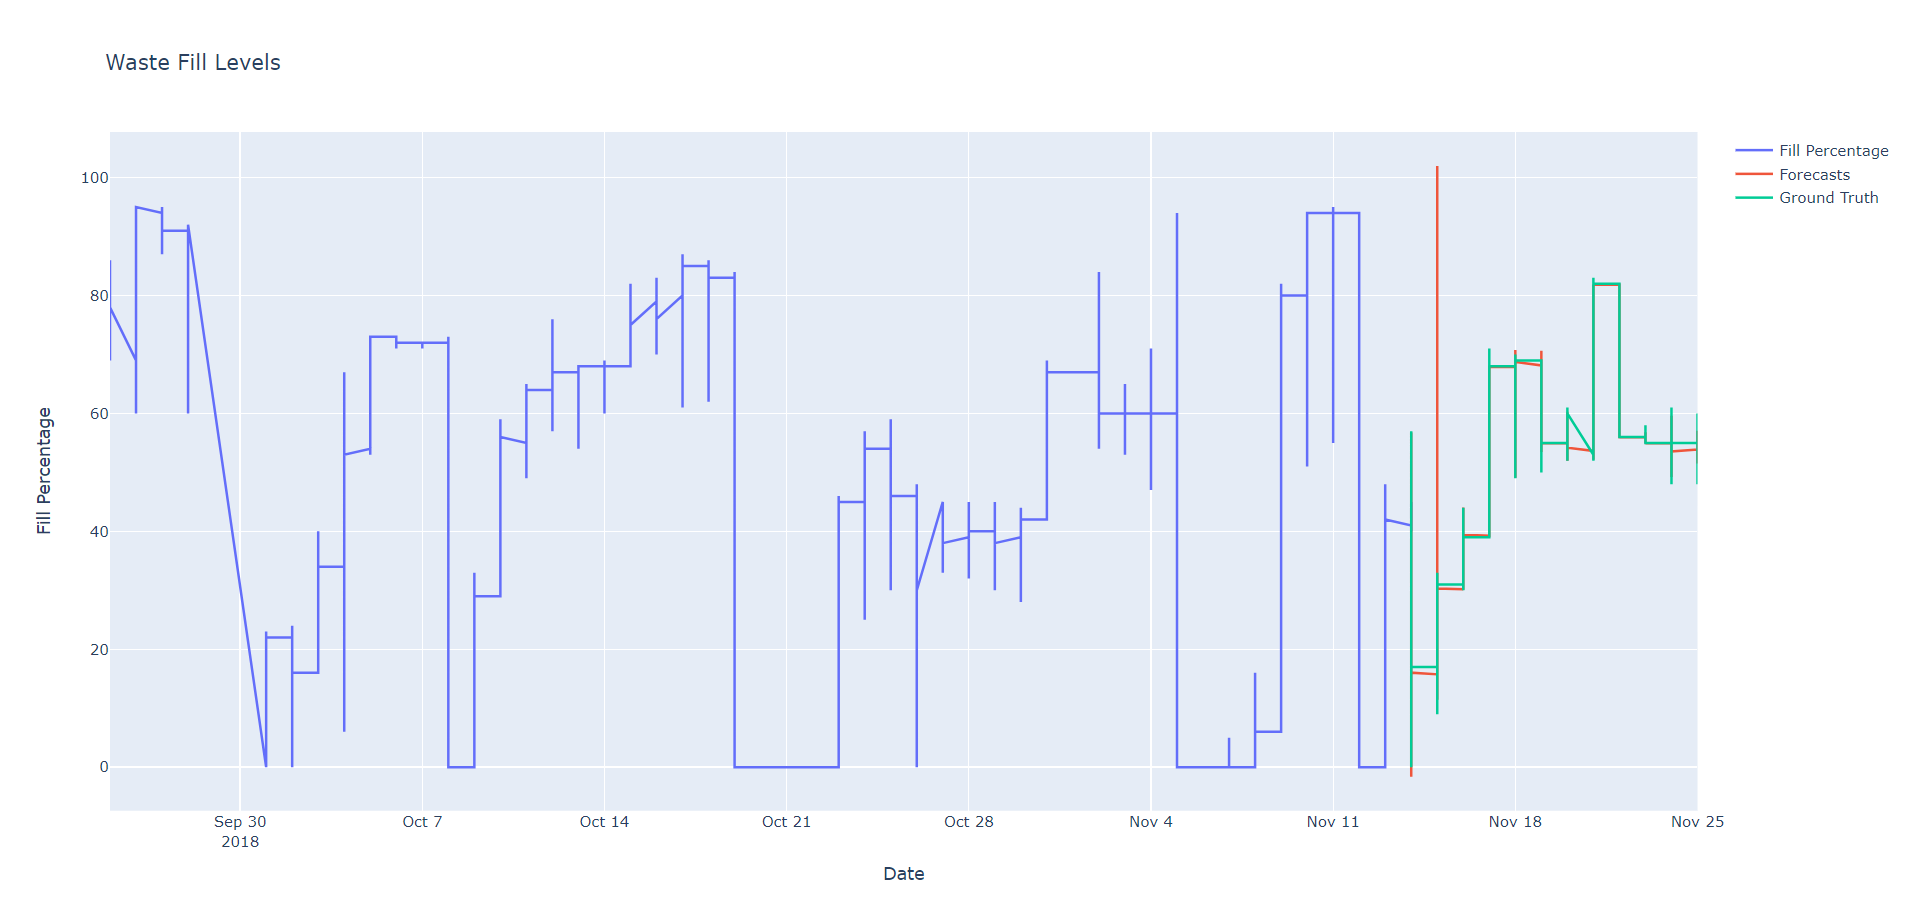 Waste Fill Levels
Fill Percentage
Forecasts
Ground Truth
100
80
60
40
20
0
Fill Percentage
Sep 30
2018
Oct 7
Oct 14
Oct 21
Oct 28
Nov 4
Nov 11
Nov 18
Nov 25
Date